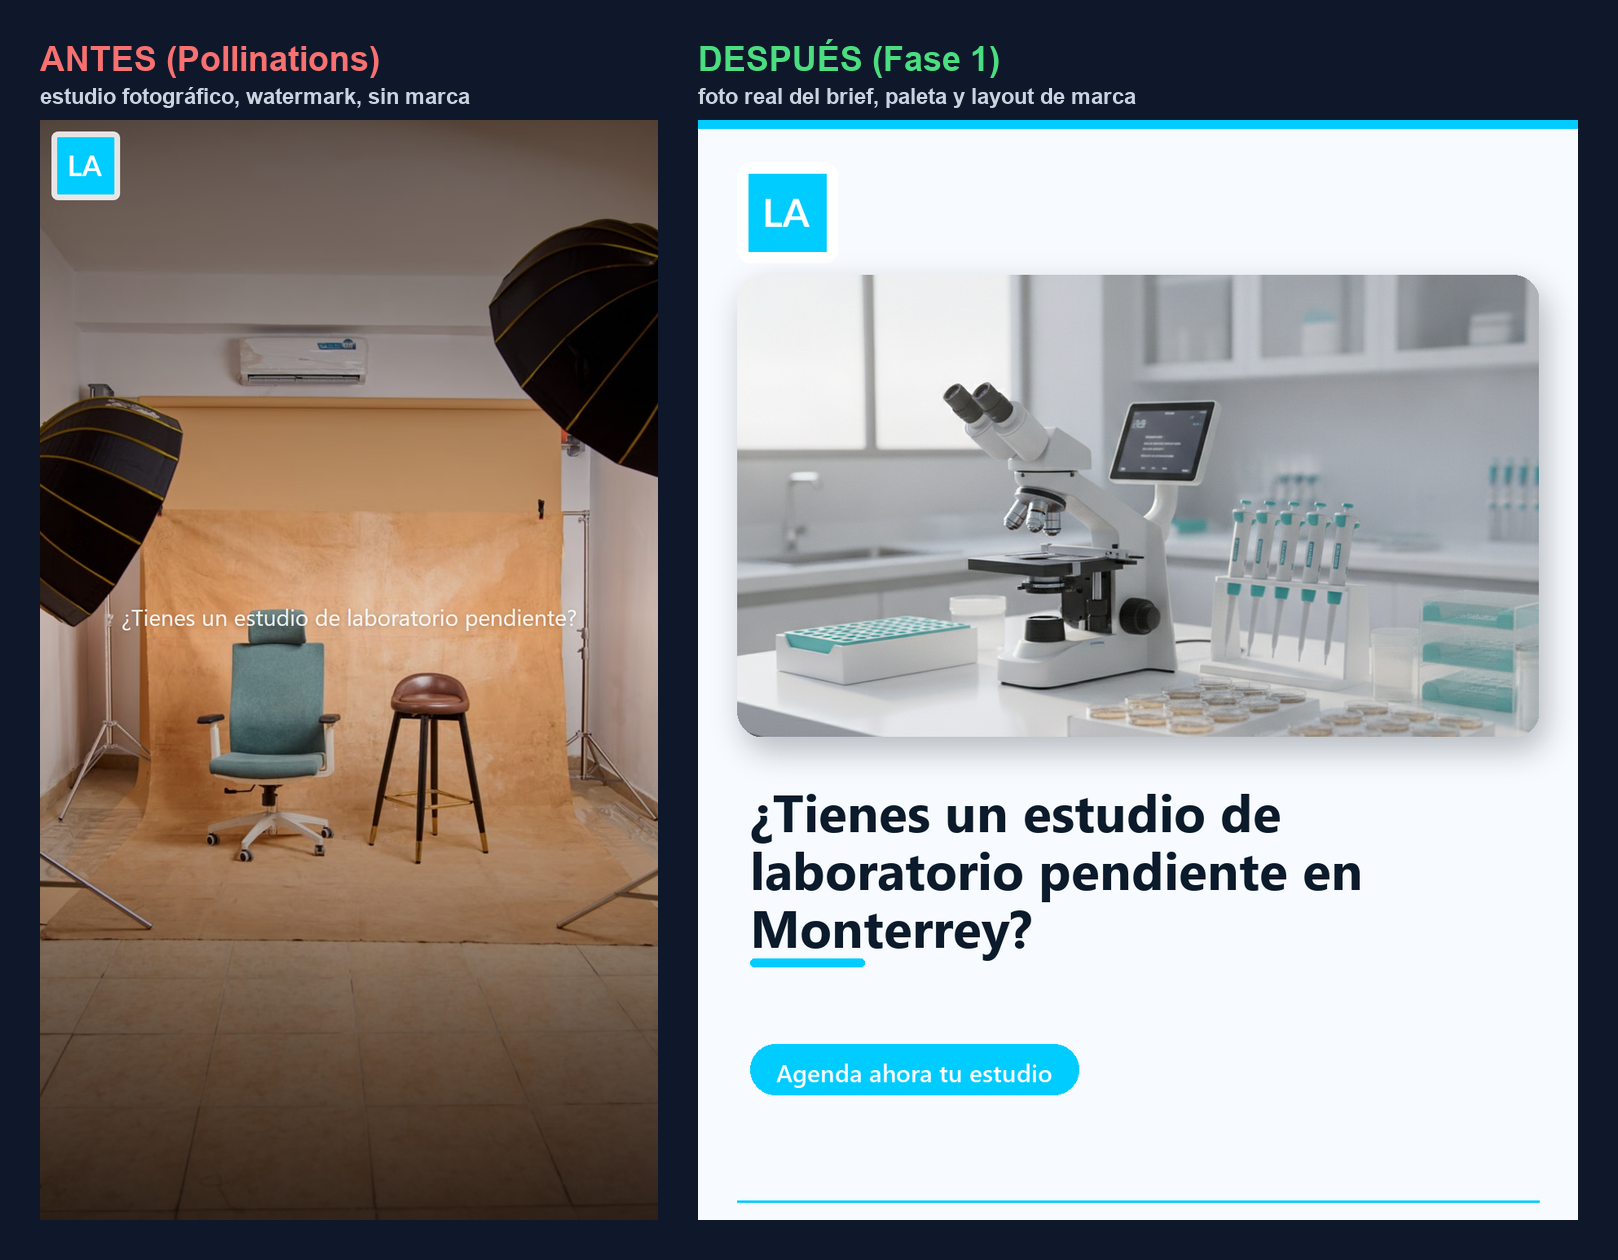 ANTES (Pollinations)
estudio fotográfico, watermark, sin marca
LA
¿Tienes un estudio de laboratorio pendiente?
DESPUÉS (Fase 1)
foto real del brief, paleta y layout de marca
LA
¿Tienes un estudio de
laboratorio pendiente en
Monterrey?
Agenda ahora tu estudio